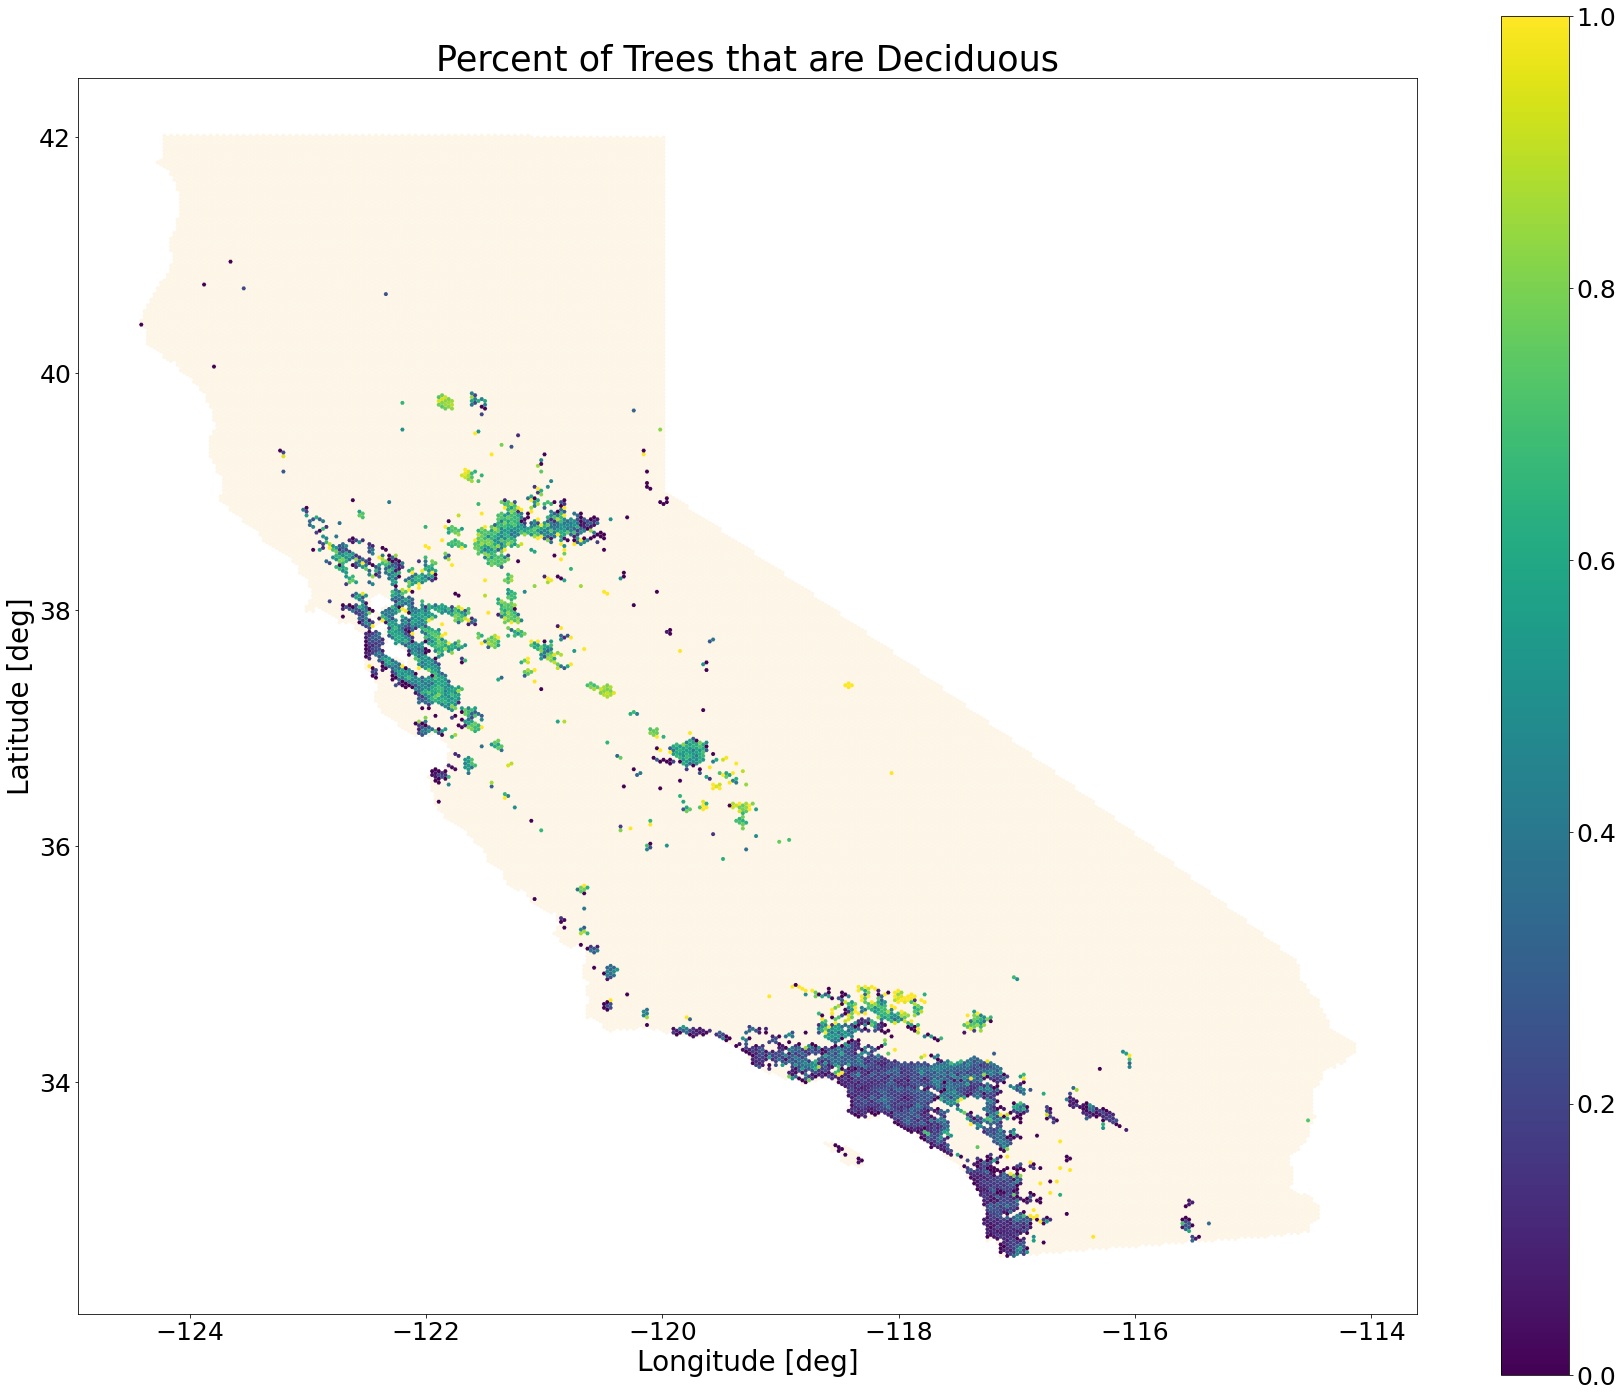 Percent of Trees that are Deciduous
1.0
0.8
0.6
0.4
0.2
0.0
Latitude [deg]
42
40
38
36
34
−124 −122 −120 −118 −116 −114
Longitude [deg]